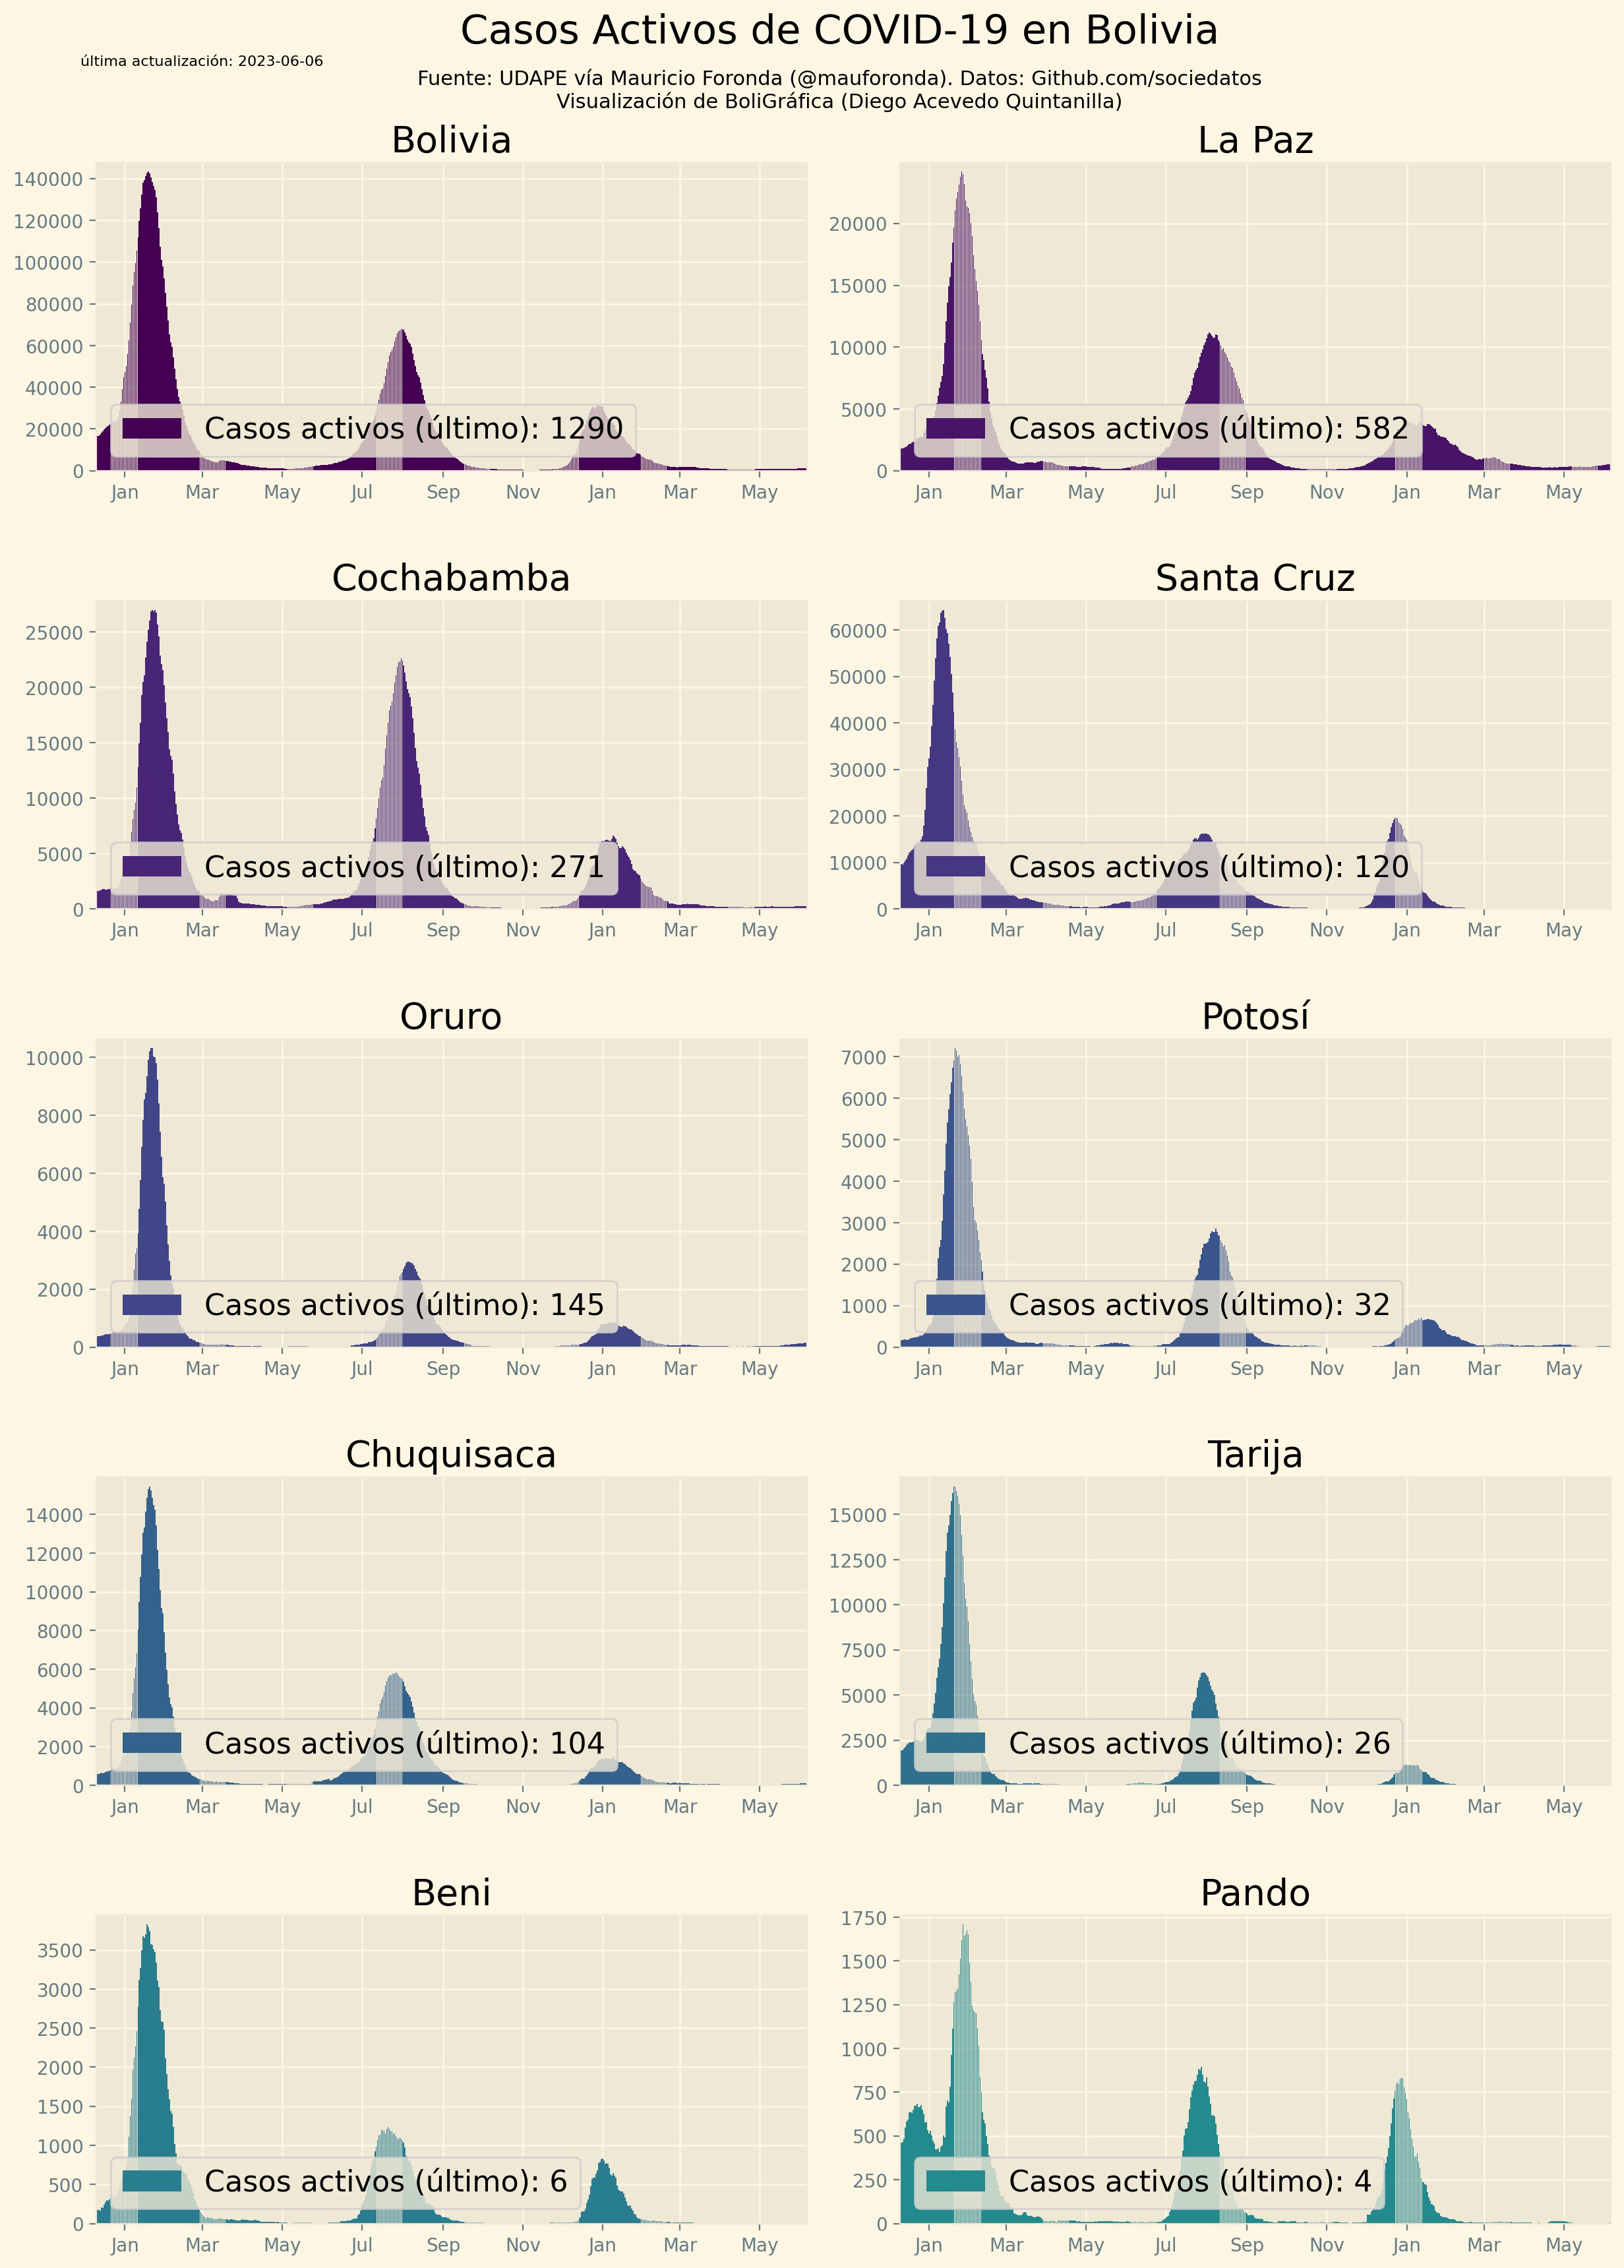 Casos Activos de COVID-19 en Bolivia
última actualización: 2023-06-06
Fuente: UDAPE vía Mauricio Foronda (@mauforonda). Datos: Github.com/sociedatos
Visualización de BoliGráfica (Diego Acevedo Quintanilla)
Bolivia
140000
120000
100000
80000
60000
40000
20000
0
Casos activos (último): 1290
Jan Mar May Jul Sep Nov Jan Mar May
La Paz
20000
15000
10000
5000
0
Casos activos (último): 582
Jan Mar May Jul Sep Nov Jan Mar May
Cochabamba
25000
20000
15000
10000
5000
0
Casos activos (último): 271
Jan Mar May Jul Sep Nov Jan Mar May
Santa Cruz
60000
50000
40000
30000
20000
10000
0
Casos activos (último): 120
Jan Mar May Jul Sep Nov Jan Mar May
Oruro
10000
8000
6000
4000
2000
0
Casos activos (último): 145
Jan Mar May Jul Sep Nov Jan Mar May
Potosí
7000
6000
5000
4000
3000
2000
1000
0
Casos activos (último): 32
Jan Mar May Jul Sep Nov Jan Mar May
Chuquisaca
14000
12000
10000
8000
6000
4000
2000
0
Casos activos (último): 104
Jan Mar May Jul Sep Nov Jan Mar May
Tarija
15000
12500
10000
7500
5000
2500
0
Casos activos (último): 26
Jan Mar May Jul Sep Nov Jan Mar May
Beni
3500
3000
2500
2000
1500
1000
500
0
Casos activos (último): 6
Jan Mar May Jul Sep Nov Jan Mar May
Pando
1750
1500
1250
1000
750
500
250
0
Casos activos (último): 4
Jan Mar May Jul Sep Nov Jan Mar May